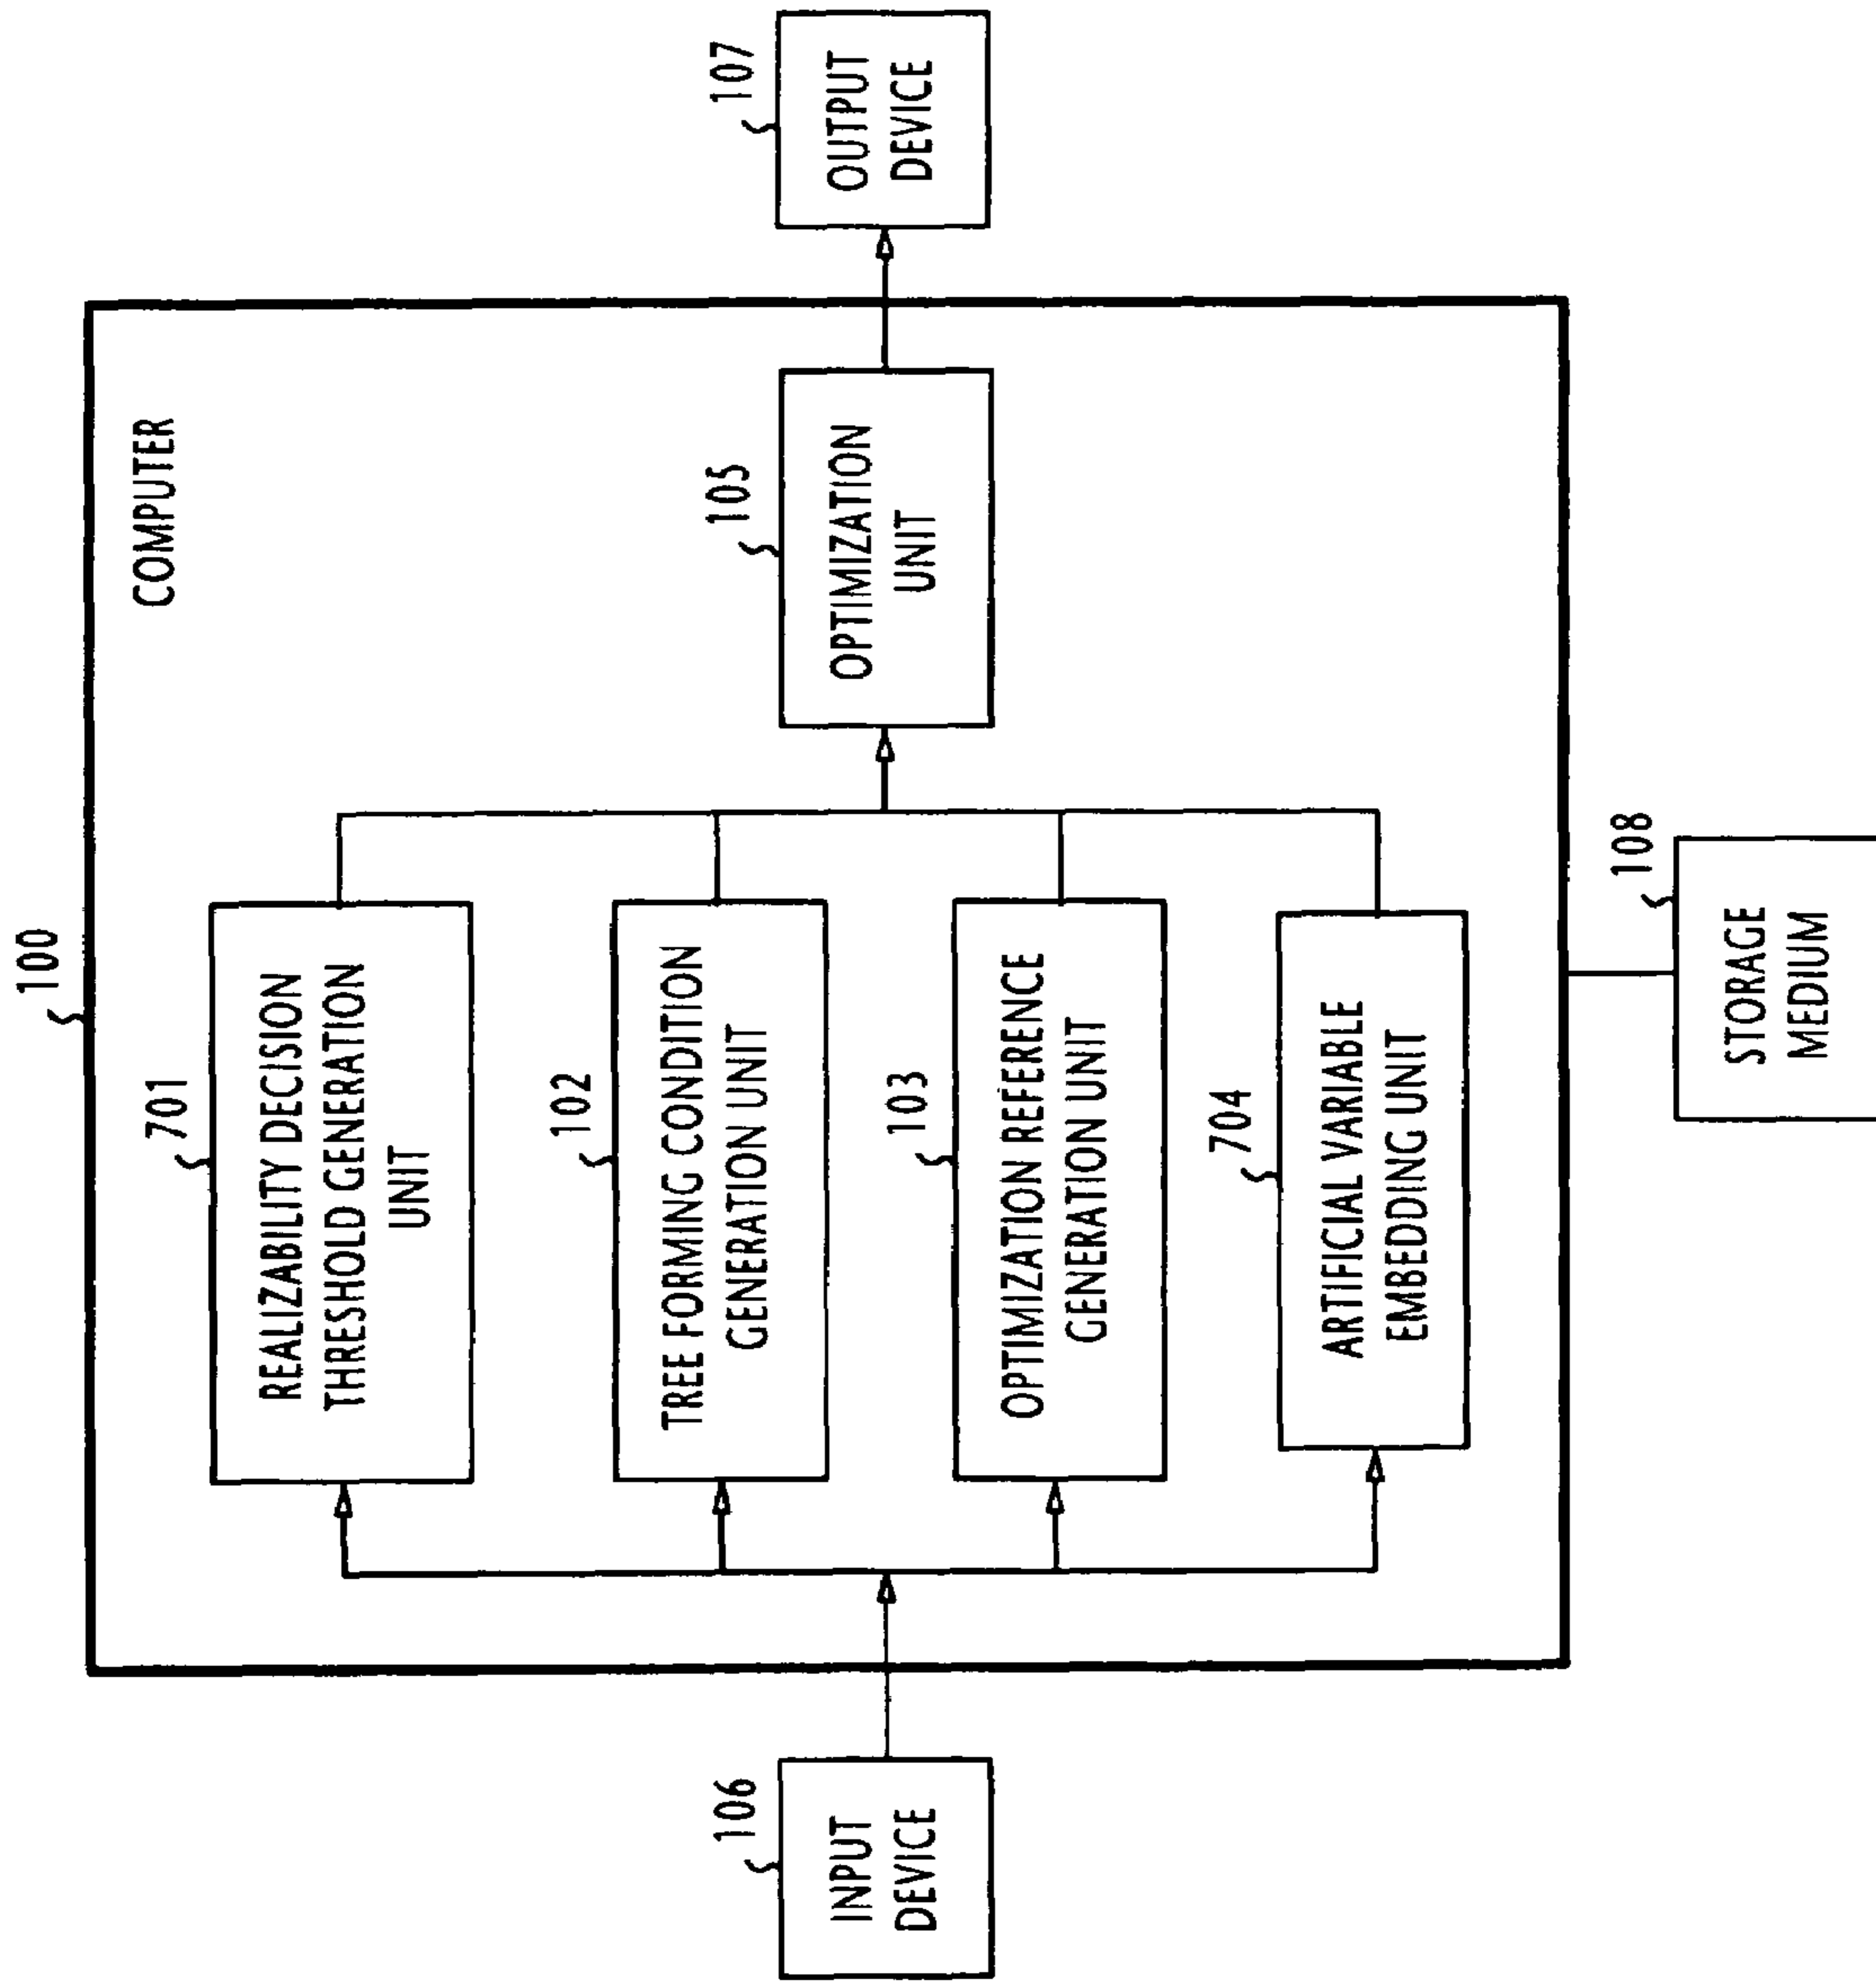 100
COMPUTER
701
REALIZABILITY DECISION
THRESHOLD GENERATION
UNIT
102
TREE FORMING CONDITION
GENERATION UNIT
106
INPUT
DEVICE
103
OPTIMIZATION REFERENCE
GENERATION UNIT
105
OPTIMIZATION
UNIT
107
OUTPUT
DEVICE
704
ARTIFICIAL VARIABLE
EMBEDDING UNIT
108
STORAGE
MEDIUM